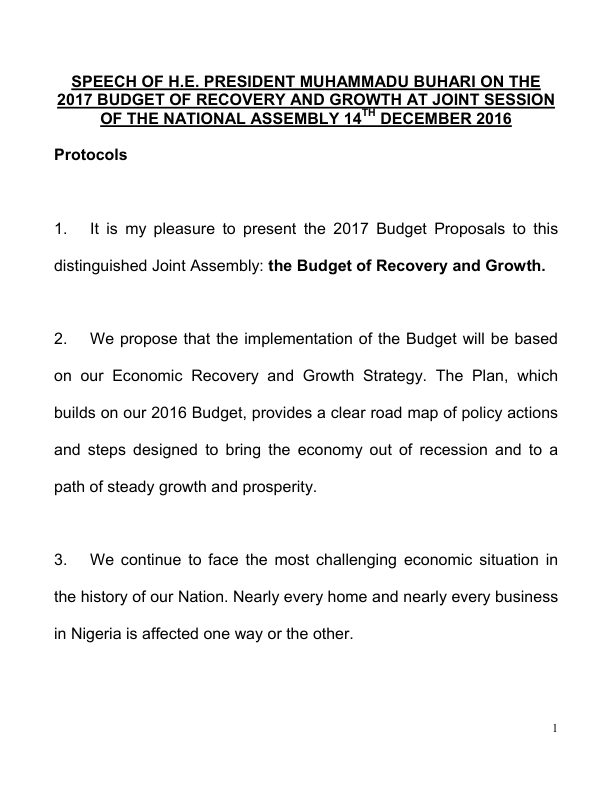 SPEECH OF H.E. PRESIDENT MUHAMMADU BUHARI ON THE
2017 BUDGET OF RECOVERY AND GROWTH AT JOINT SESSION
OF THE NATIONAL ASSEMBLY 14TH DECEMBER 2016
Protocols
1. It is my pleasure to present the 2017 Budget Proposals to this
distinguished Joint Assembly: the Budget of Recovery and Growth.
2. We propose that the implementation of the Budget will be based
on our Economic Recovery and Growth Strategy. The Plan, which
builds on our 2016 Budget, provides a clear road map of policy actions
and steps designed to bring the economy out of recession and to a
path of steady growth and prosperity.
3. We continue to face the most challenging economic situation in
the history of our Nation. Nearly every home and nearly every business
in Nigeria is affected one way or the other.
1